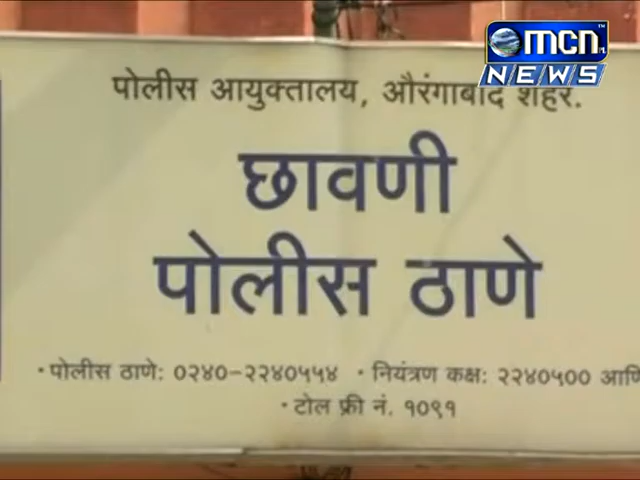 mcn
NEWS
पोलीस आयुक्तालय, औरंगाबाद शहर.
छावणी
पोलीस ठाणे
• पोलीस ठाणे: ०२४०-२२४०५५४ • नियंत्रण कक्ष: २२४०५०० आणि
• टोल फ्री नं. १०९१